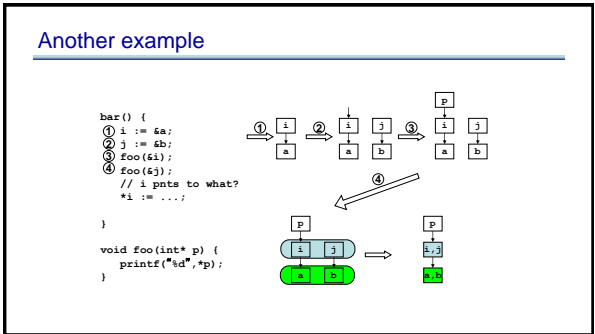 Another example
bar() {
① i := &a;
② j := &b;
③ foo(&i);
④ foo(&j);
// i pnts to what?
*i := ...;
}
void foo(int* p) {
printf("%d",*p);
}
① i a
② i j a b
③ p i j a b
④
p
i j
a b
p
i,j
a,b